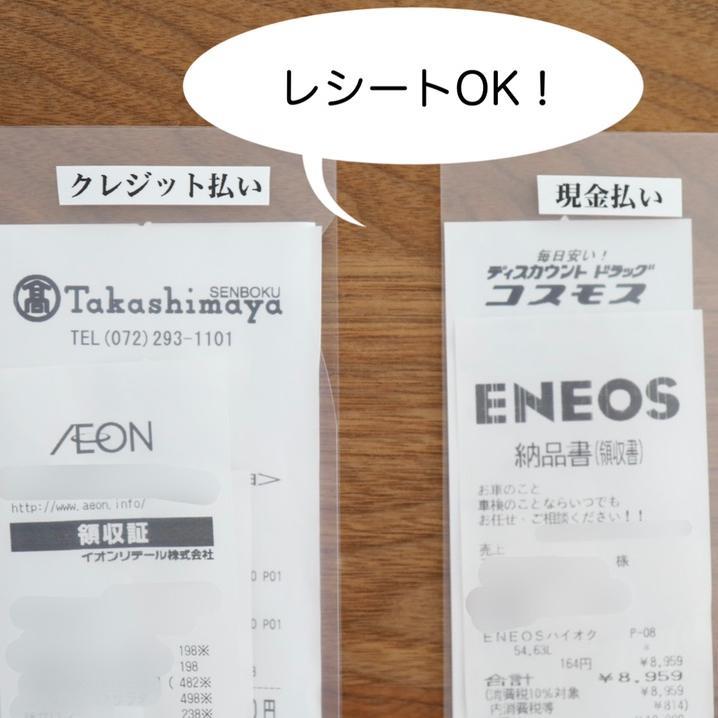 レシートOK！
クレジット払い
髙 Takashimaya
SENBOKU
TEL(072)293-1101
ÆON
http://www.aeon.info/
領収証
イオンリテール株式会社
0 P01
0 P01
198※
198
( 482※
498※
238※
円
現金払い
毎日安い！
ディスカウント ドラッグ
コスモス
ENEOS
納品書(領収書)
お車のこと
車検のことならいつでも
お任せ・ご相談ください！！
売上
様
ENEOSハイオク P-08
54.63L
164円 ¥8,959
合計 ¥8,959
(消費税10%対象 ¥8,959
内消費税等 ¥814)